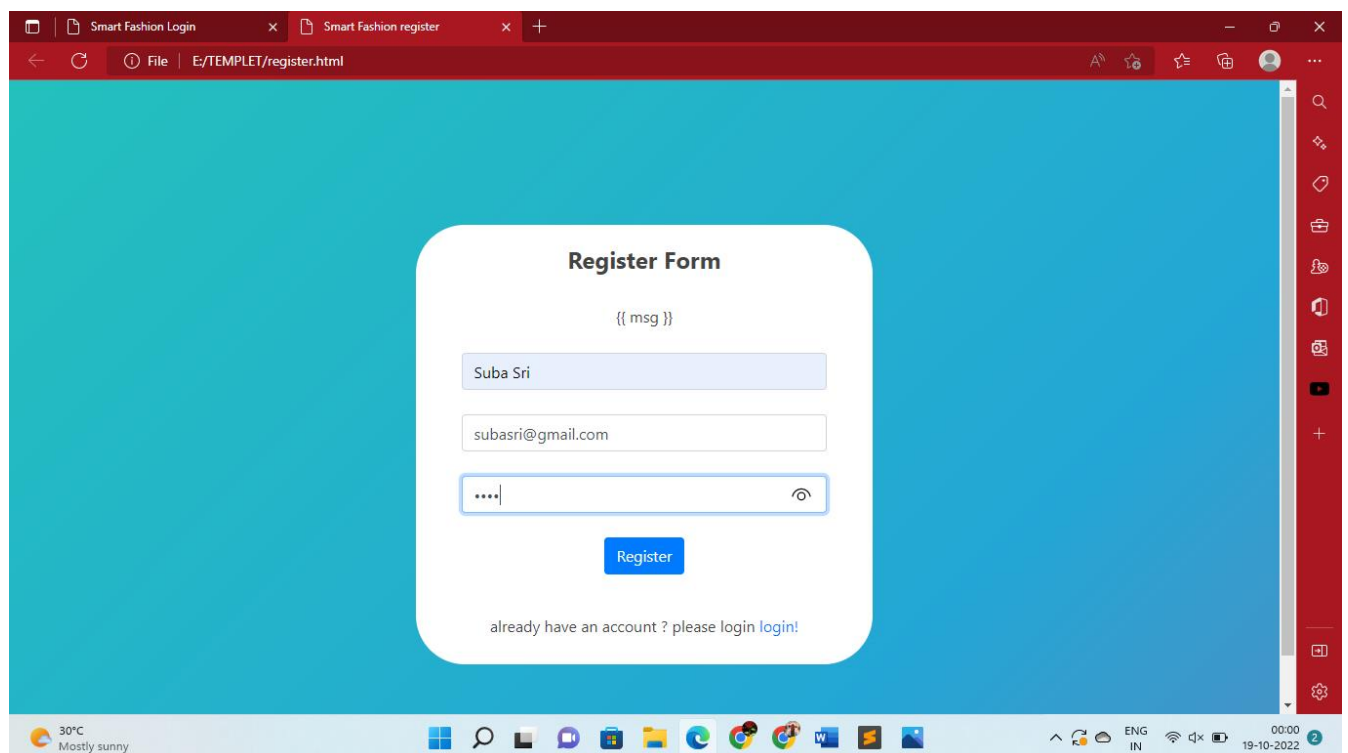 Smart Fashion Login
Smart Fashion register
File E:/TEMPLET/register.html
Register Form
{{ msg }}
Suba Sri
subasri@gmail.com
••••
Register
already have an account ? please login login!
30°C
Mostly sunny
ENG
IN
00:00
19-10-2022
2